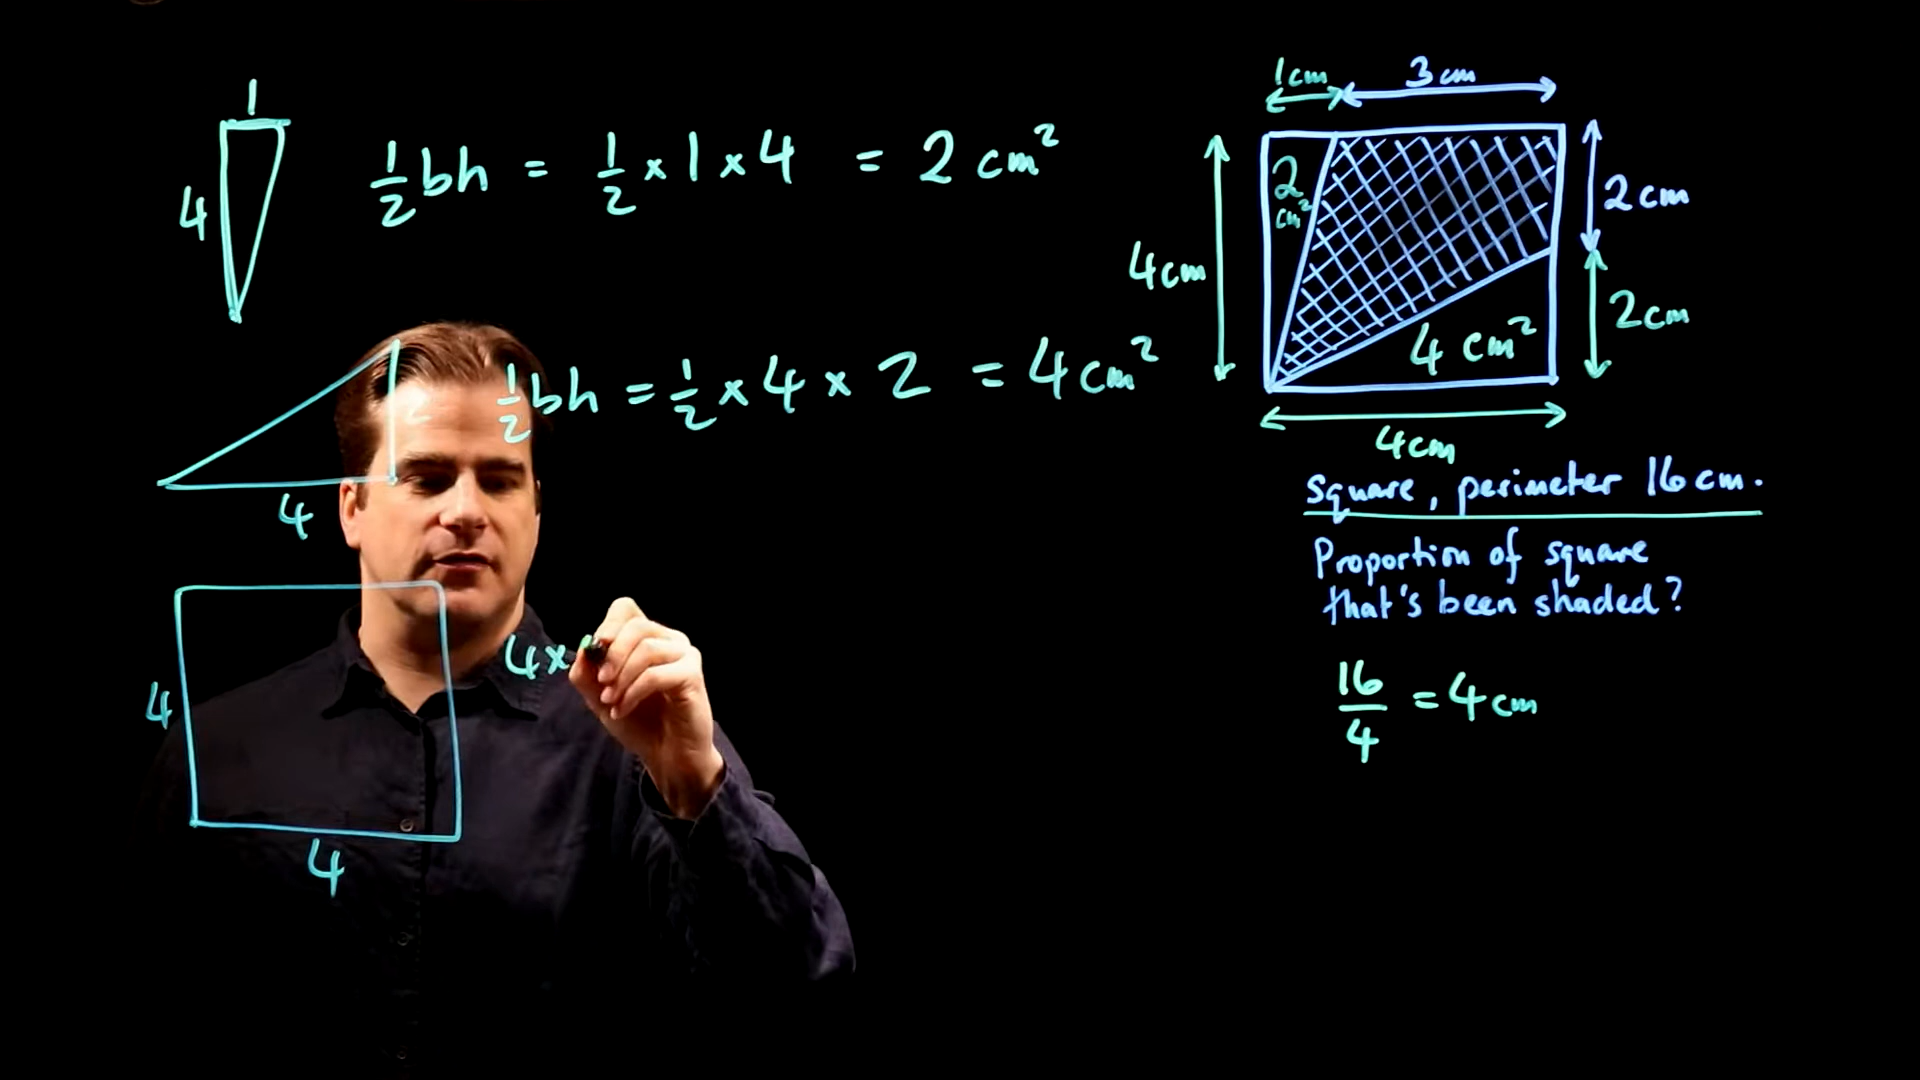 1
4
½bh = ½ × 1 × 4 = 2 cm²
½bh = ½ × 4 × 2 = 4 cm²
4
4
4
4×
1cm
3cm
2 cm²
4cm
2cm
2cm
4 cm²
4cm
square, perimeter 16cm.
Proportion of square
that's been shaded?
16/4 = 4cm